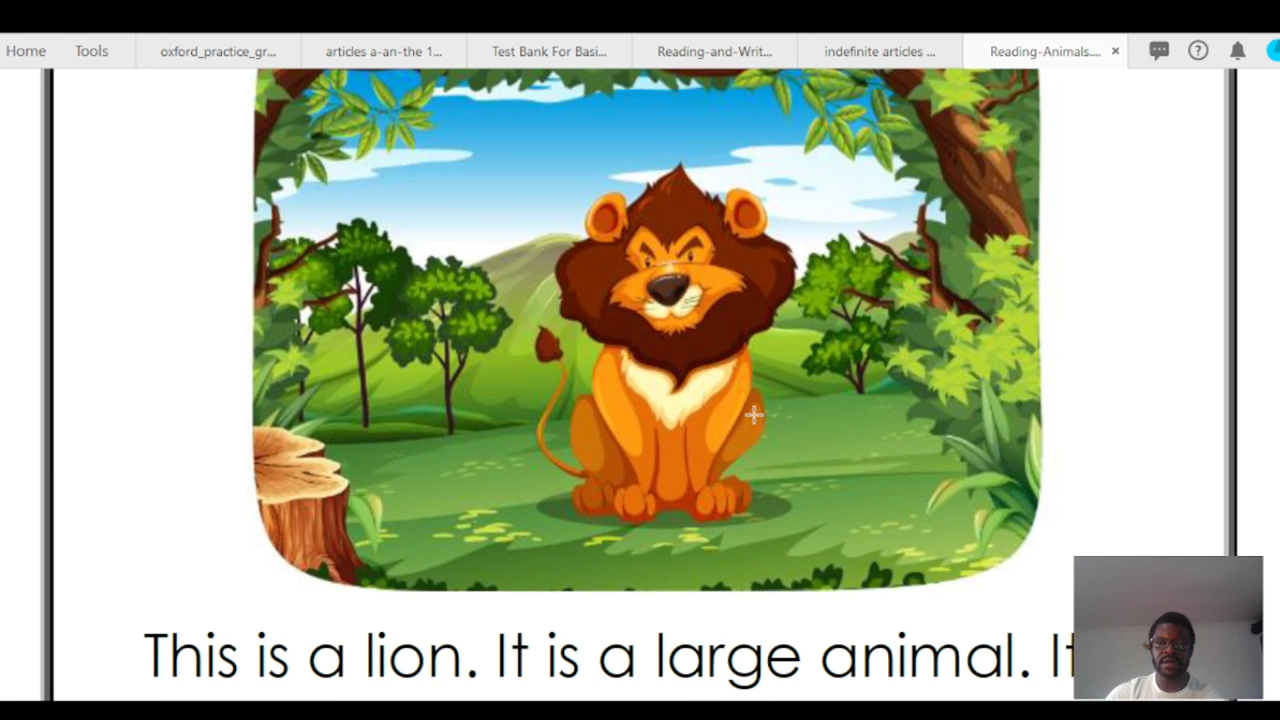 Home Tools oxford_practice_gr... articles a-an-the 1... Test Bank For Basi... Reading-and-Writ... indefinite articles ... Reading-Animals....
This is a lion. It is a large animal. It